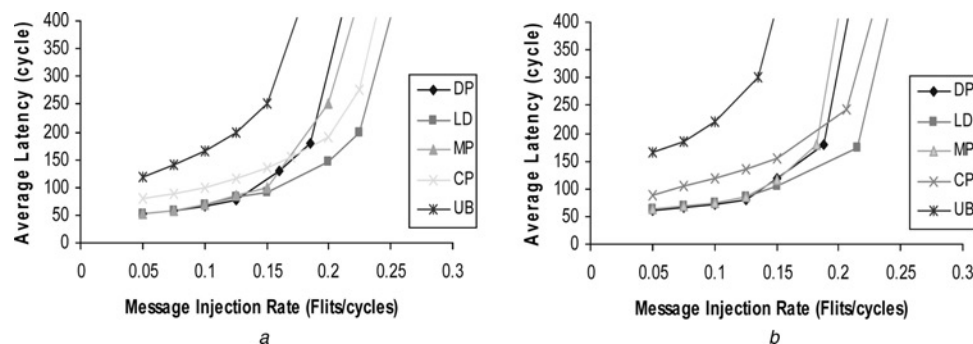 400
350
300
250
200
150
100
50
0
Average Latency (cycle)
0
0.05
0.1
0.15
0.2
0.25
0.3
Message Injection Rate (Flits/cycles)
DP
LD
MP
CP
UB
a
400
350
300
250
200
150
100
50
0
Average Latency (cycle)
0
0.05
0.1
0.15
0.2
0.25
0.3
Message Injection Rate (Flits/cycles)
DP
LD
MP
CP
UB
b